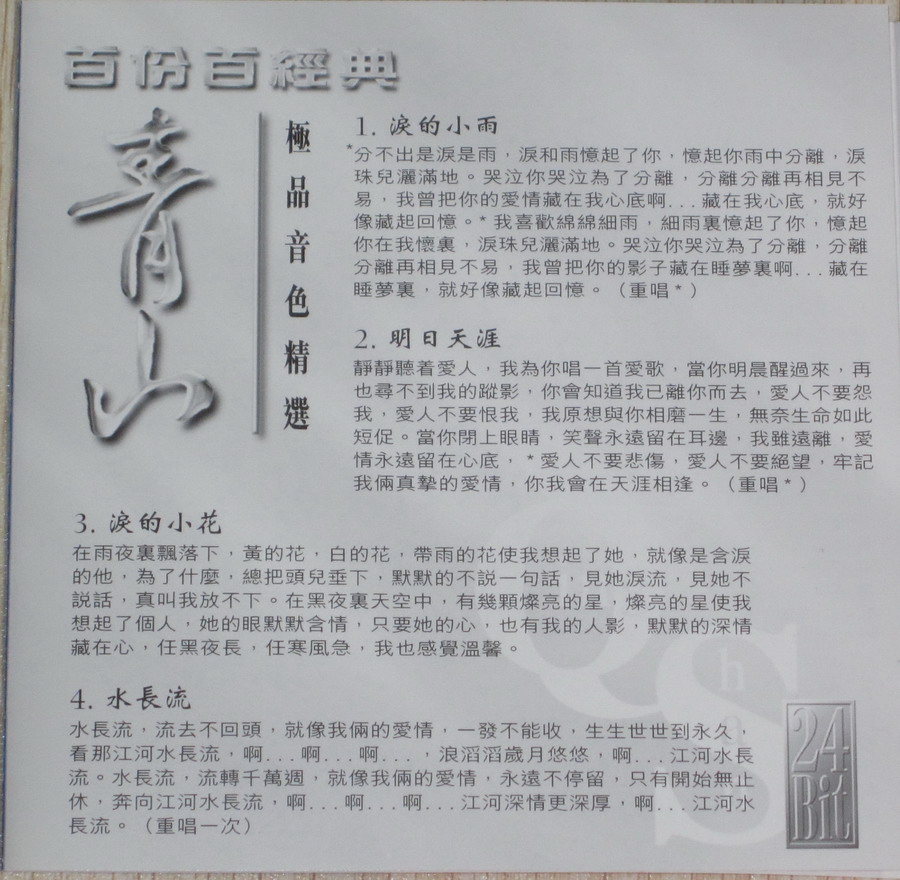 百份百經典
青山
極品音色精選
1. 淚的小雨
*分不出是淚是雨，淚和雨憶起了你，憶起你雨中分離，淚
珠兒灑滿地。哭泣你哭泣為了分離，分離分離再相見不
易，我曾把你的愛情藏在我心底啊...藏在我心底，就好
像藏起回憶。*我喜歡綿綿細雨，細雨裏憶起了你，憶起
你在我懷裏，淚珠兒灑滿地。哭泣你哭泣為了分離，分離
分離再相見不易，我曾把你的影子藏在睡夢裏啊...藏在
睡夢裏，就好像藏起回憶。（重唱*）
2. 明日天涯
靜靜聽着愛人，我為你唱一首愛歌，當你明晨醒過來，再
也尋不到我的蹤影，你會知道我已離你而去，愛人不要怨
我，愛人不要恨我，我原想與你相磨一生，無奈生命如此
短促。當你閉上眼睛，笑聲永遠留在耳邊，我雖遠離，愛
情永遠留在心底，*愛人不要悲傷，愛人不要絕望，牢記
我倆真摯的愛情，你我會在天涯相逢。（重唱*）
3. 淚的小花
在雨夜裏飄落下，黃的花，白的花，帶雨的花使我想起了她，就像是含淚
的他，為了什麼，總把頭兒垂下，默默的不說一句話，見她淚流，見她不
說話，真叫我放不下。在黑夜裏天空中，有幾顆燦亮的星，燦亮的星使我
想起了個人，她的眼默默含情，只要她的心，也有我的人影，默默的深情
藏在心，任黑夜長，任寒風急，我也感覺溫馨。
4. 水長流
水長流，流去不回頭，就像我倆的愛情，一發不能收，生生世世到永久，
看那江河水長流，啊...啊...啊...，浪滔滔歲月悠悠，啊...江河水長
流。水長流，流轉千萬週，就像我倆的愛情，永遠不停留，只有開始無止
休，奔向江河水長流，啊...啊...啊...江河深情更深厚，啊...江河水
長流。（重唱一次）
24
Bit